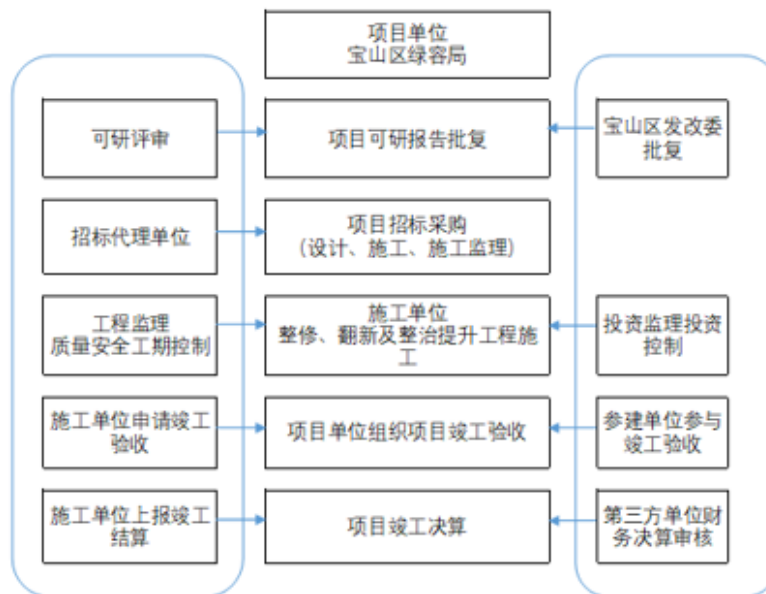 项目单位
宝山区绿容局
可研评审
项目可研报告批复
宝山区发改委
批复
招标代理单位
项目招标采购
（设计、施工、施工监理）
工程监理
质量安全工期控制
施工单位
整修、翻新及整治提升工程施
工
投资监理投资
控制
施工单位申请竣工
验收
项目单位组织项目竣工验收
参建单位参与
竣工验收
施工单位上报竣工
结算
项目竣工决算
第三方单位财
务决算审核